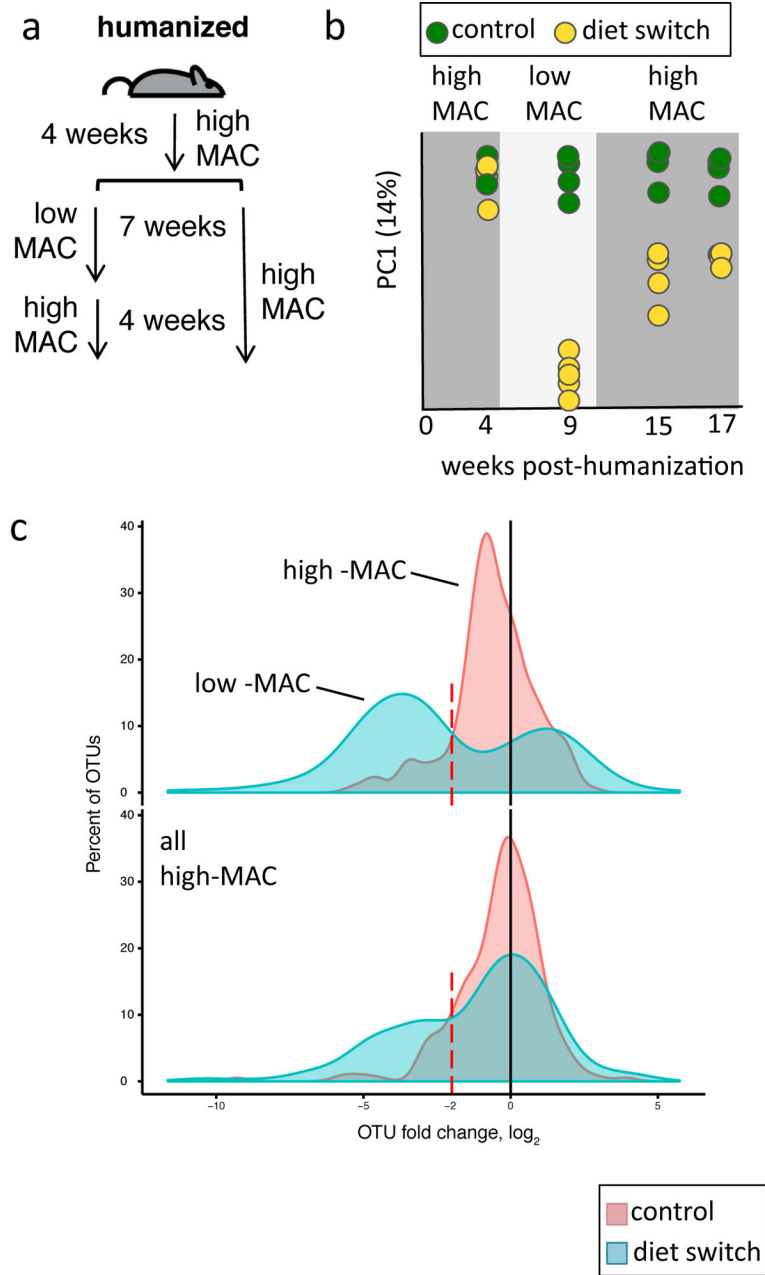 a
humanized
4 weeks
high
MAC
low
MAC
7 weeks
high
MAC
high
MAC
4 weeks
b
control
diet switch
high
MAC
low
MAC
high
MAC
PC1 (14%)
0 4 9 15 17
weeks post-humanization
c
Percent of OTUs
40
30
20
10
0
high -MAC
low -MAC
40
30
20
10
0
all
high-MAC
−10 −5 −2 0 5
OTU fold change, log2
control
diet switch